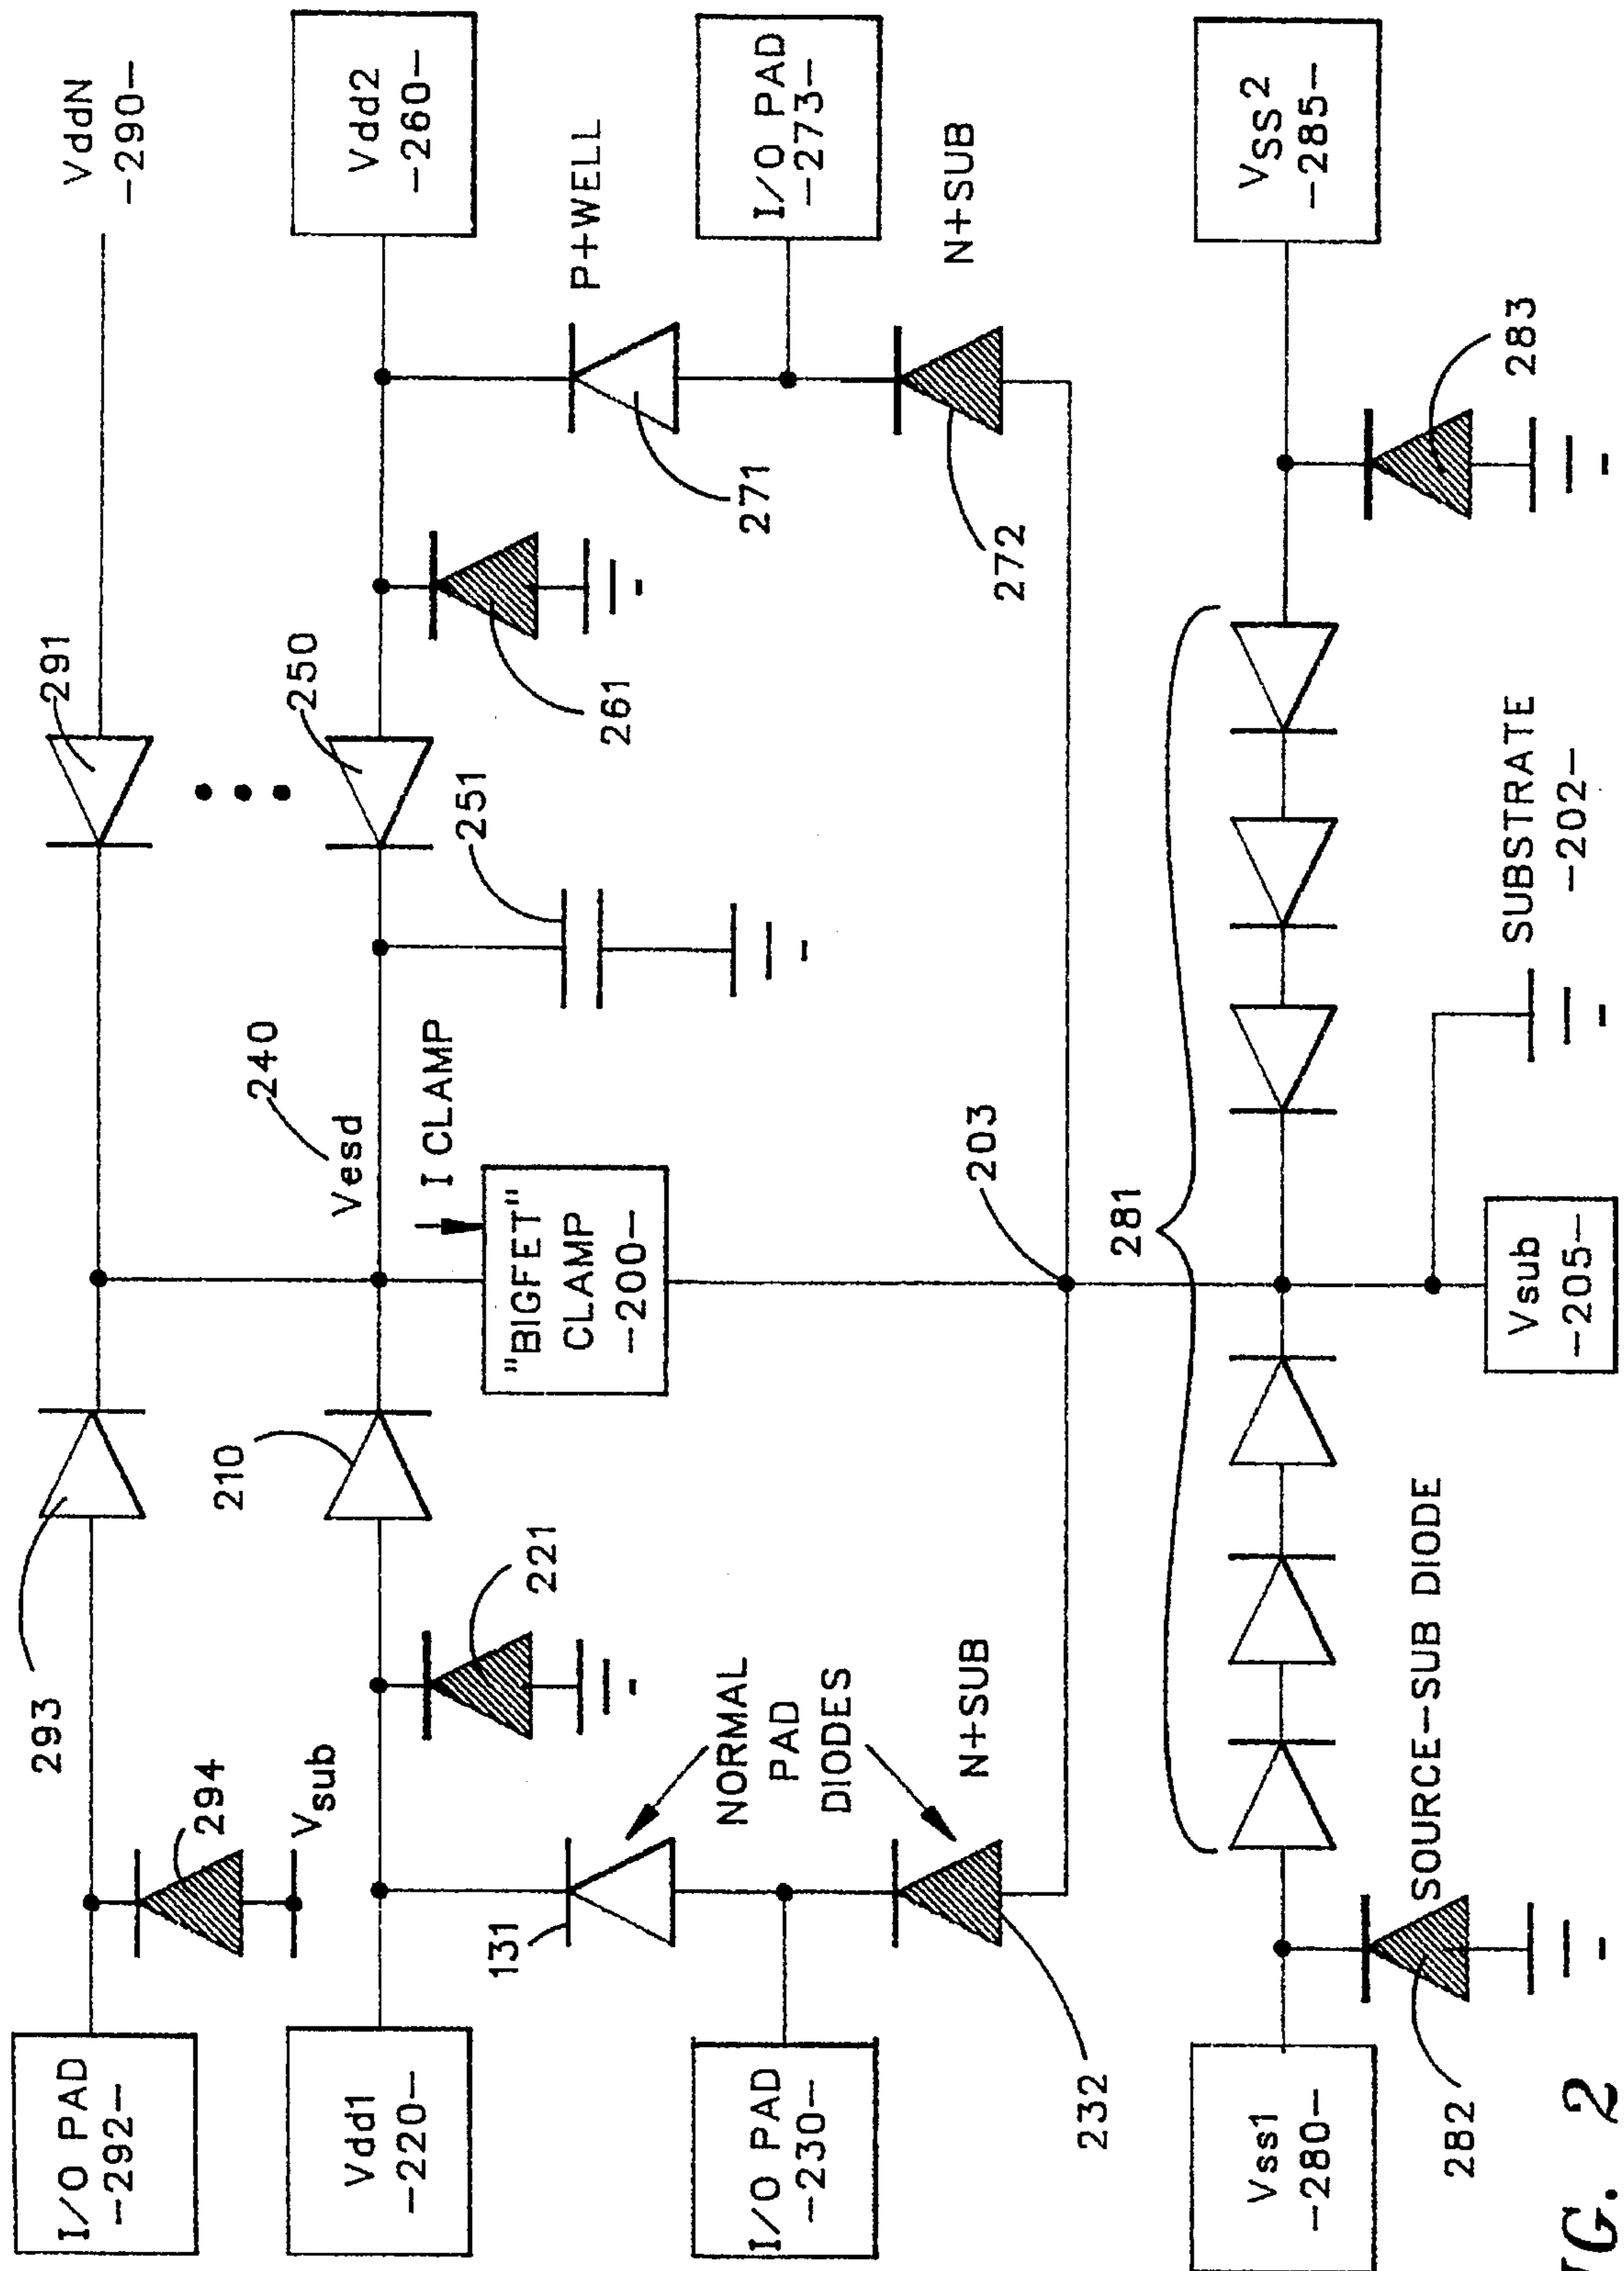 I/O PAD
-292-
293
294
Vsub
291
VddN
-290-
Vdd1
-220-
221
210
Vesd
240
I CLAMP
251
250
261
Vdd2
-260-
131
NORMAL
PAD
DIODES
"BIGFET"
CLAMP
-200-
271
P+WELL
I/O PAD
-230-
232
N+SUB
203
272
I/O PAD
-273-
N+SUB
281
Vss1
-280-
282
SOURCE-SUB DIODE
Vsub
-205-
SUBSTRATE
-202-
283
VSS2
-285-
IG. 2